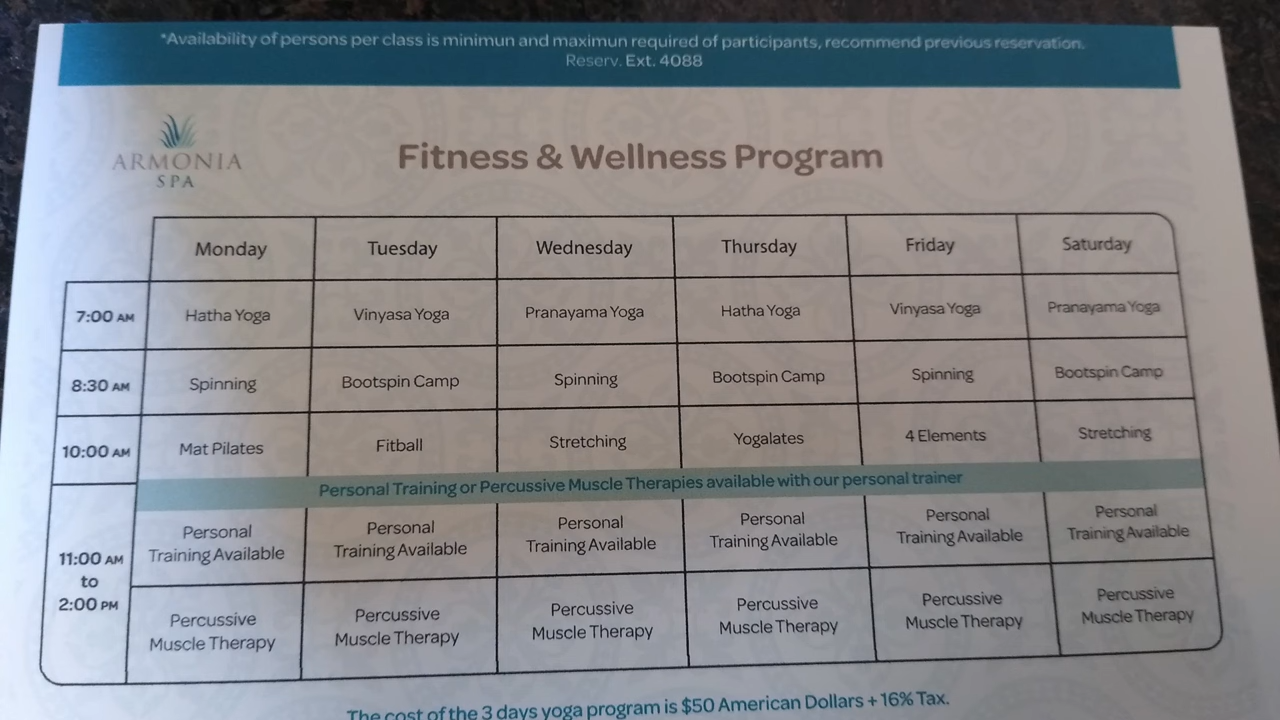 *Availability of persons per class is minimun and maximun required of participants, recommend previous reservation.
Reserv. Ext. 4088
ARMONIA
SPA
Fitness & Wellness Program
Monday Tuesday Wednesday Thursday Friday Saturday
7:00 AM Hatha Yoga Vinyasa Yoga Pranayama Yoga Hatha Yoga Vinyasa Yoga Pranayama Yoga
8:30 AM Spinning Bootspin Camp Spinning Bootspin Camp Spinning Bootspin Camp
10:00 AM Mat Pilates Fitball Stretching Yogalates 4 Elements Stretching
Personal Training or Percussive Muscle Therapies available with our personal trainer
11:00 AM
to
2:00 PM
Personal Personal Personal Personal Personal Personal
Training Available Training Available Training Available Training Available Training Available Training Available
Percussive Percussive Percussive Percussive Percussive Percussive
Muscle Therapy Muscle Therapy Muscle Therapy Muscle Therapy Muscle Therapy Muscle Therapy
The cost of the 3 days yoga program is $50 American Dollars + 16% Tax.